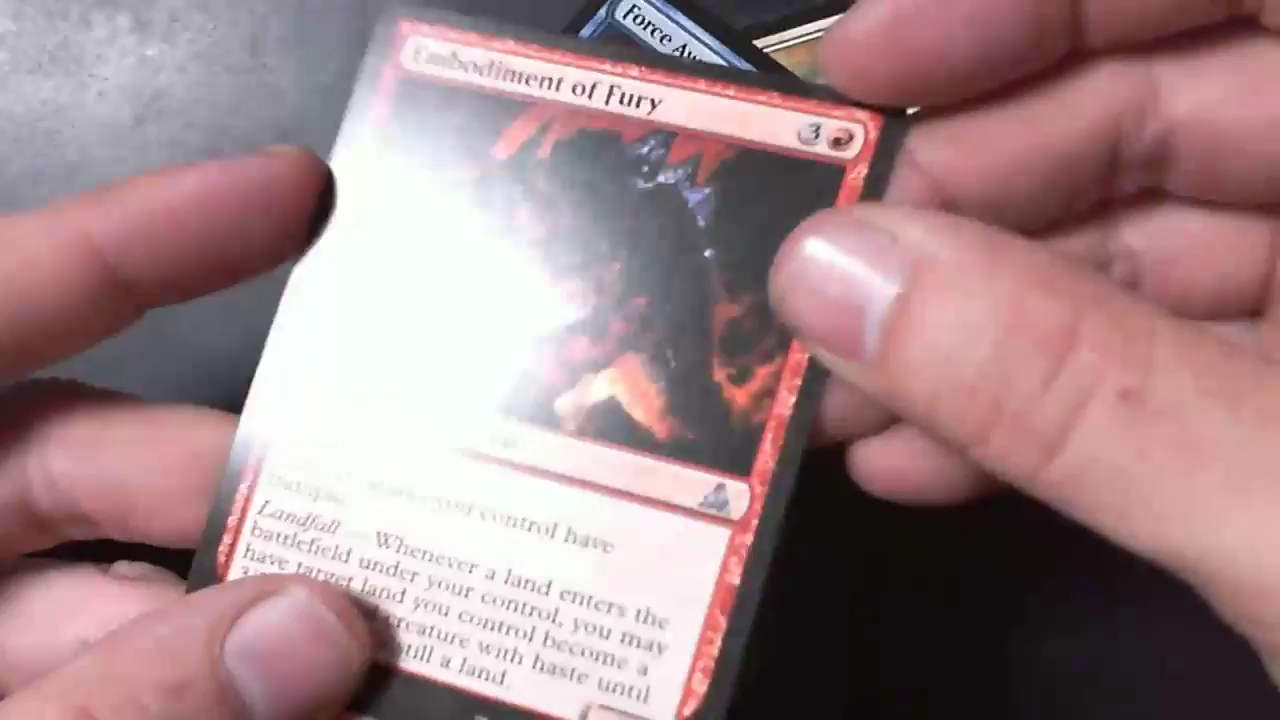 Force
Embodiment of Fury
3
you control have
Landfall — Whenever a land enters the
battlefield under your control, you may
have target land you control become a
creature with haste until
still a land.